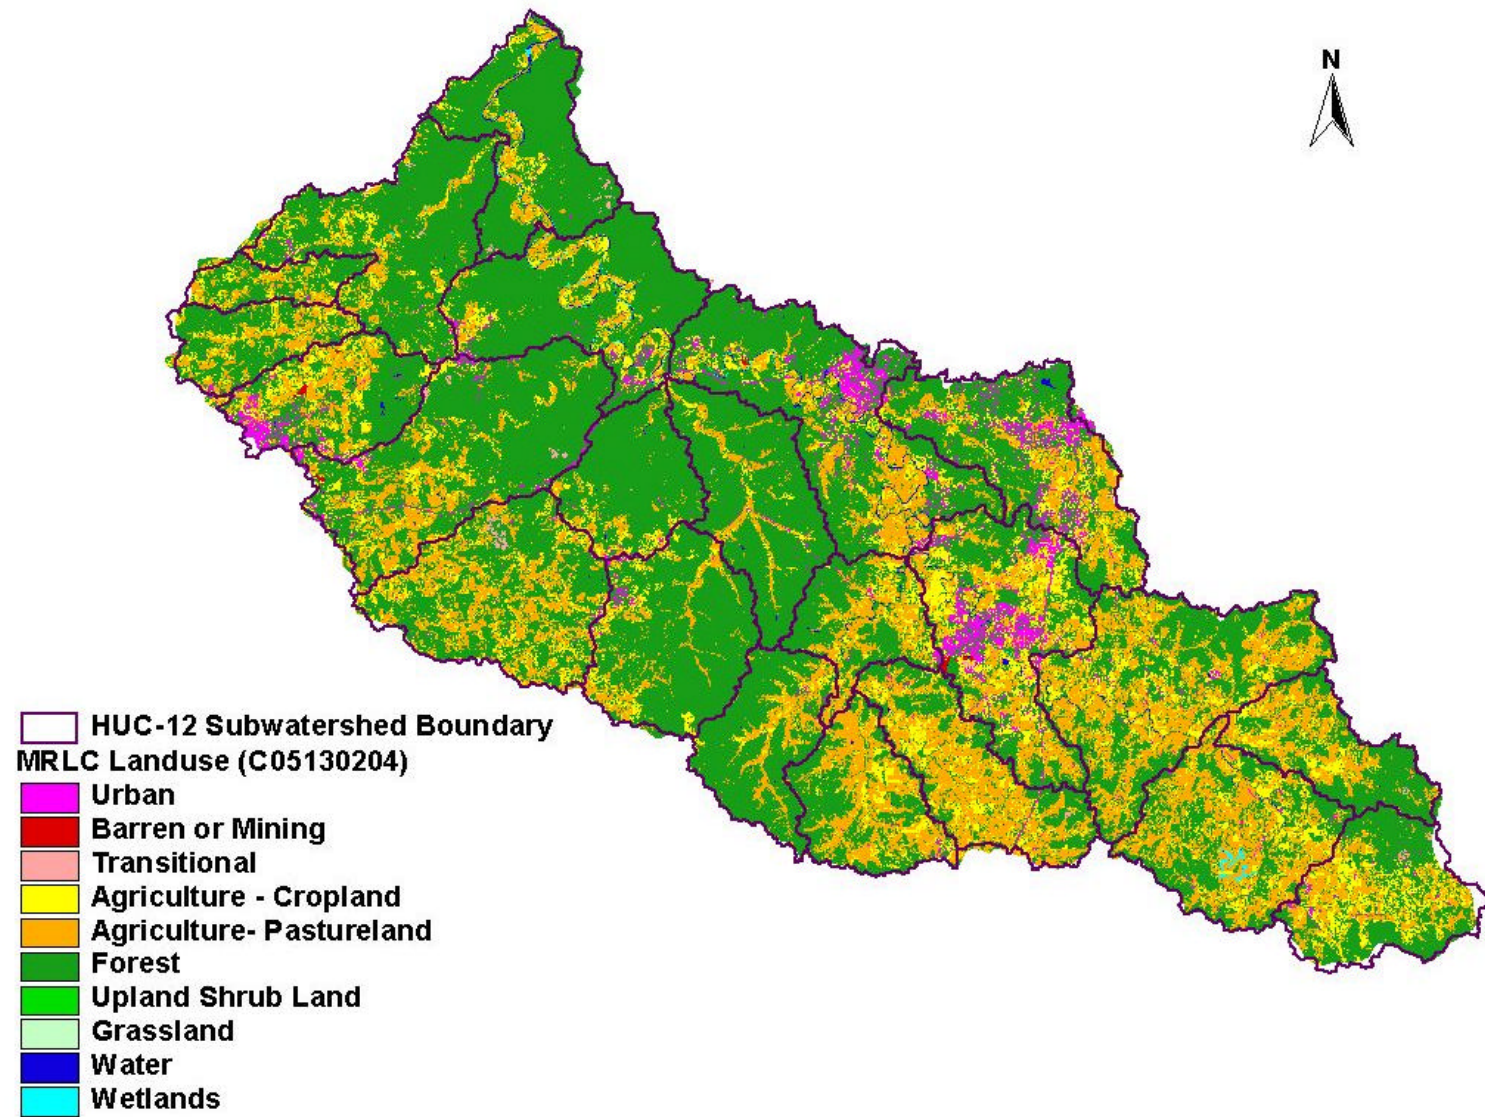 N
HUC-12 Subwatershed Boundary
MRLC Landuse (C05130204)
Urban
Barren or Mining
Transitional
Agriculture - Cropland
Agriculture- Pastureland
Forest
Upland Shrub Land
Grassland
Water
Wetlands